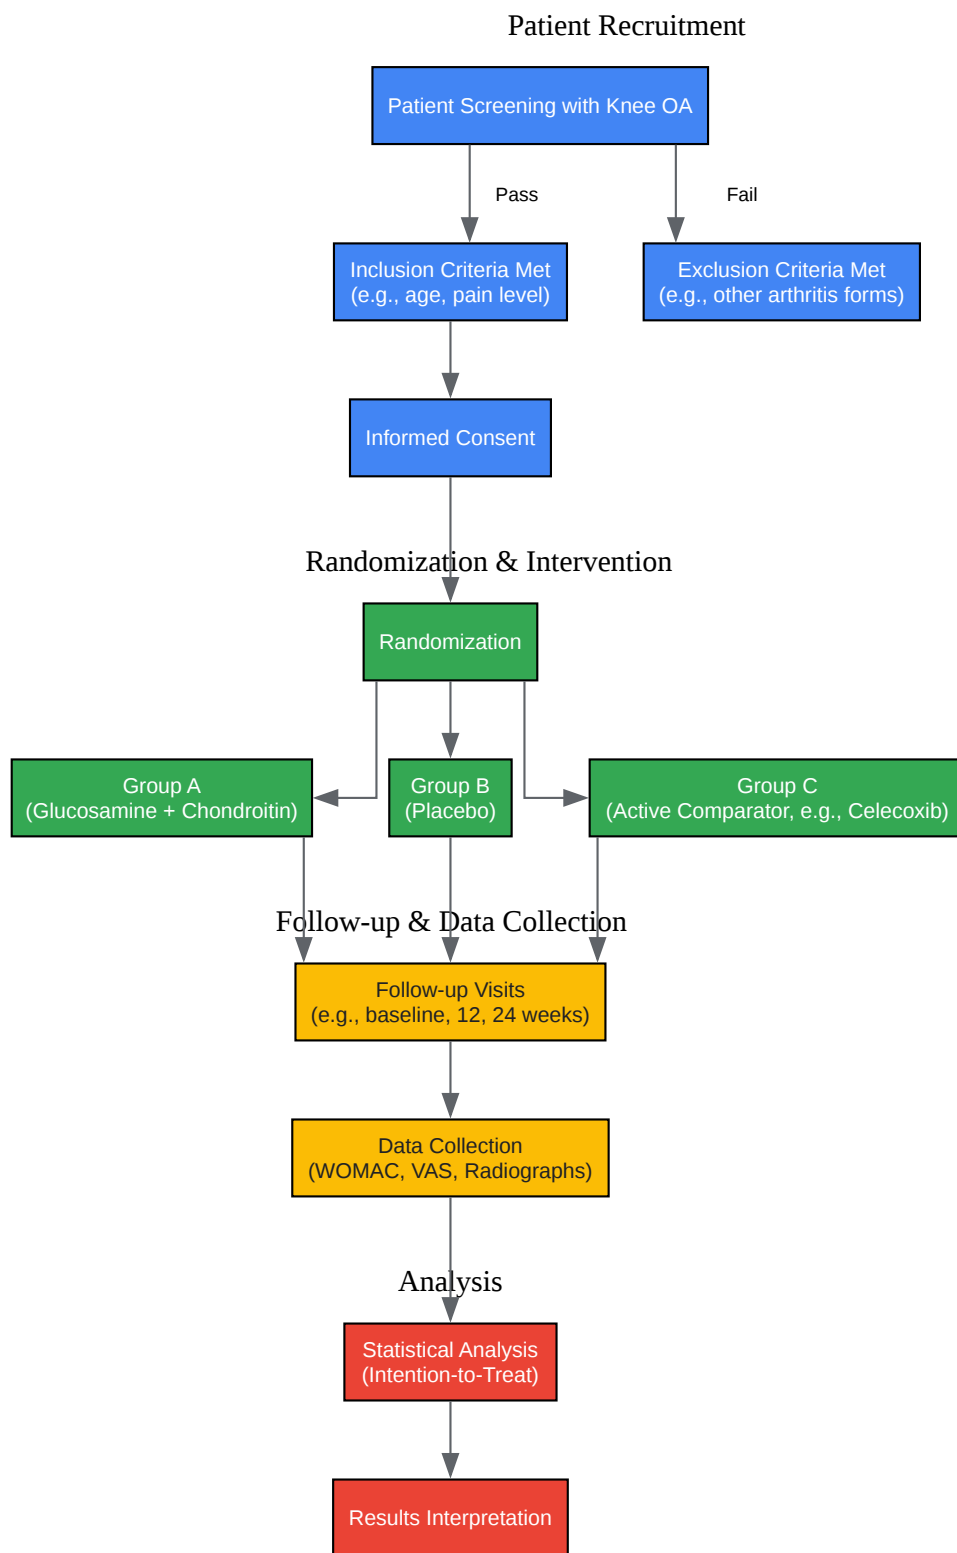 Patient Recruitment
Patient Screening with Knee OA
Pass
Fail
Inclusion Criteria Met
(e.g., age, pain level)
Exclusion Criteria Met
(e.g., other arthritis forms)
Informed Consent
Randomization & Intervention
Randomization
Group A
(Glucosamine + Chondroitin)
Group B
(Placebo)
Group C
(Active Comparator, e.g., Celecoxib)
Follow-up & Data Collection
Follow-up Visits
(e.g., baseline, 12, 24 weeks)
Data Collection
(WOMAC, VAS, Radiographs)
Analysis
Statistical Analysis
(Intention-to-Treat)
Results Interpretation